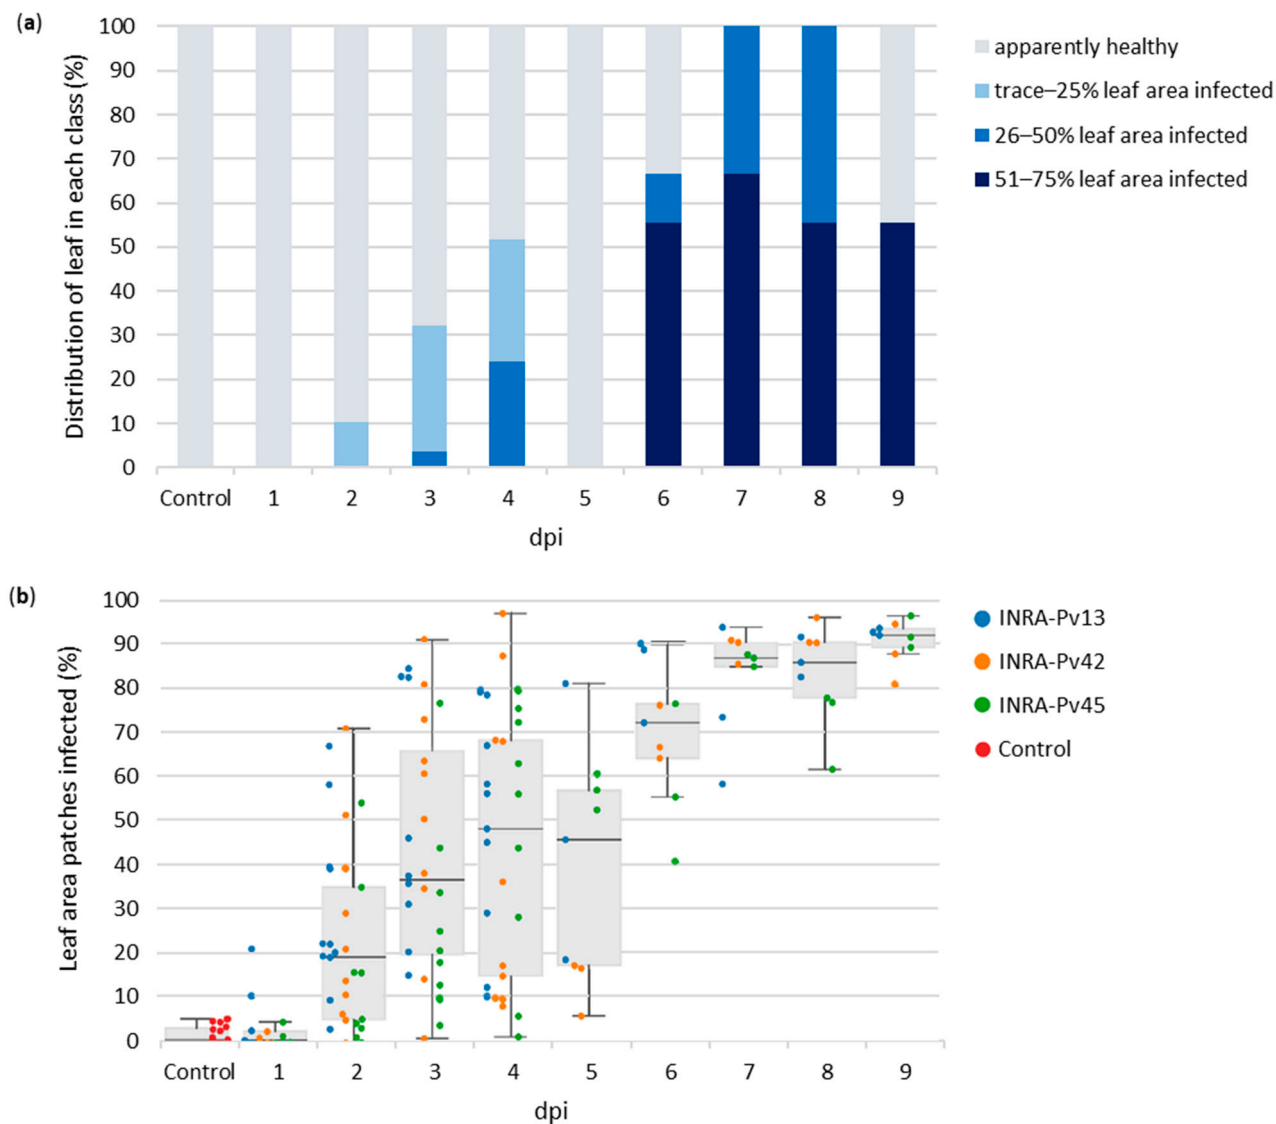 (a)
Distribution of leaf in each class (%)
100
90
80
70
60
50
40
30
20
10
0
Control 1 2 3 4 5 6 7 8 9
dpi
apparently healthy
trace–25% leaf area infected
26–50% leaf area infected
51–75% leaf area infected
(b)
Leaf area patches infected (%)
100
90
80
70
60
50
40
30
20
10
0
Control 1 2 3 4 5 6 7 8 9
dpi
INRA-Pv13
INRA-Pv42
INRA-Pv45
Control